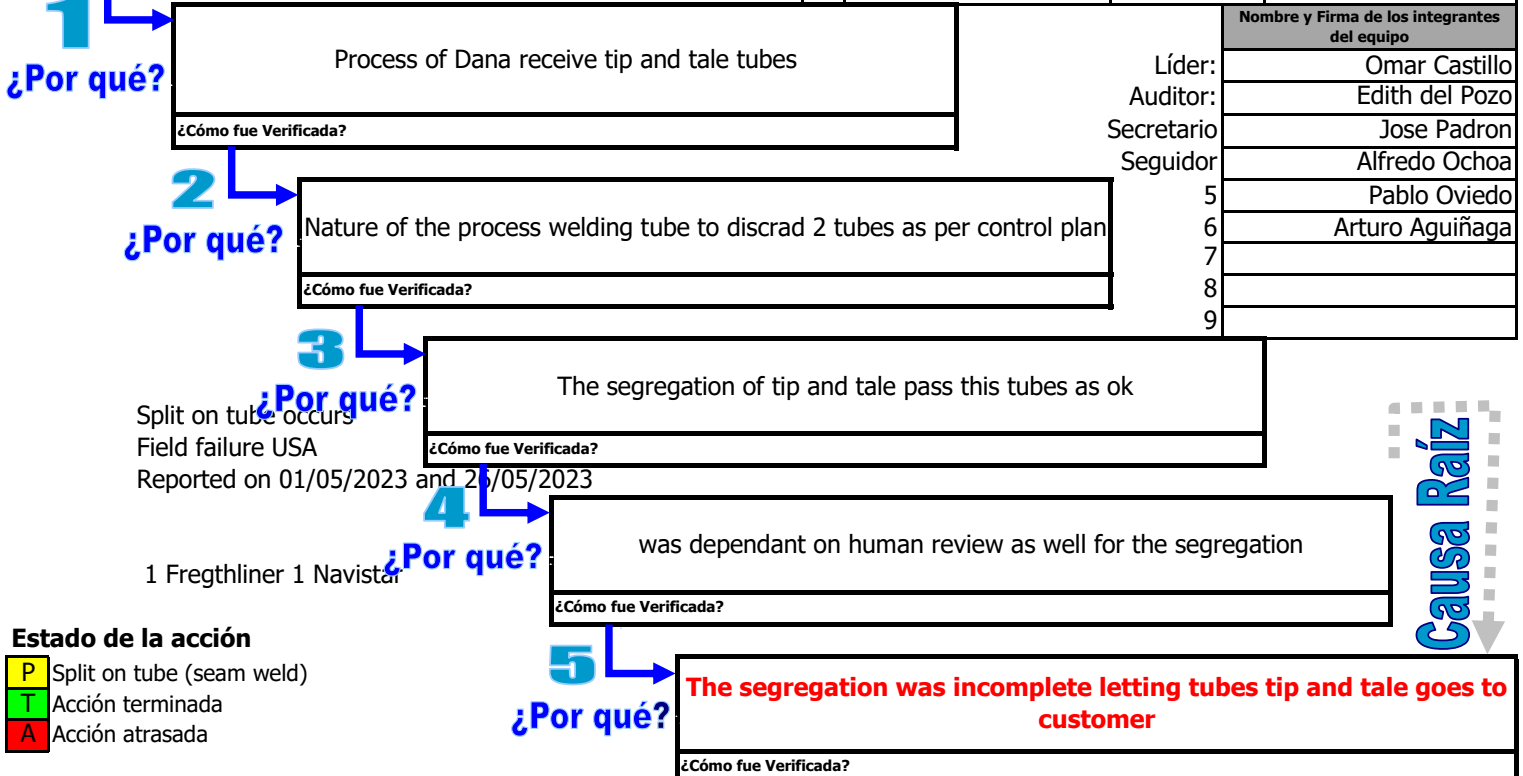 1
¿Por qué?
Process of Dana receive tip and tale tubes
¿Cómo fue Verificada?
Nombre y Firma de los integrantes
del equipo
Líder: Omar Castillo
Auditor: Edith del Pozo
Secretario Jose Padron
Seguidor Alfredo Ochoa
5 Pablo Oviedo
6 Arturo Aguiñaga
7
8
9
2
¿Por qué?
Nature of the process welding tube to discrad 2 tubes as per control plan
¿Cómo fue Verificada?
3
¿Por qué?
The segregation of tip and tale pass this tubes as ok
¿Cómo fue Verificada?
Split on tube occurs
Field failure USA
Reported on 01/05/2023 and 26/05/2023
1 Fregthliner 1 Navistar
4
¿Por qué?
was dependant on human review as well for the segregation
¿Cómo fue Verificada?
Causa Raíz
Estado de la acción
P Split on tube (seam weld)
T Acción terminada
A Acción atrasada
5
¿Por qué?
The segregation was incomplete letting tubes tip and tale goes to
customer
¿Cómo fue Verificada?